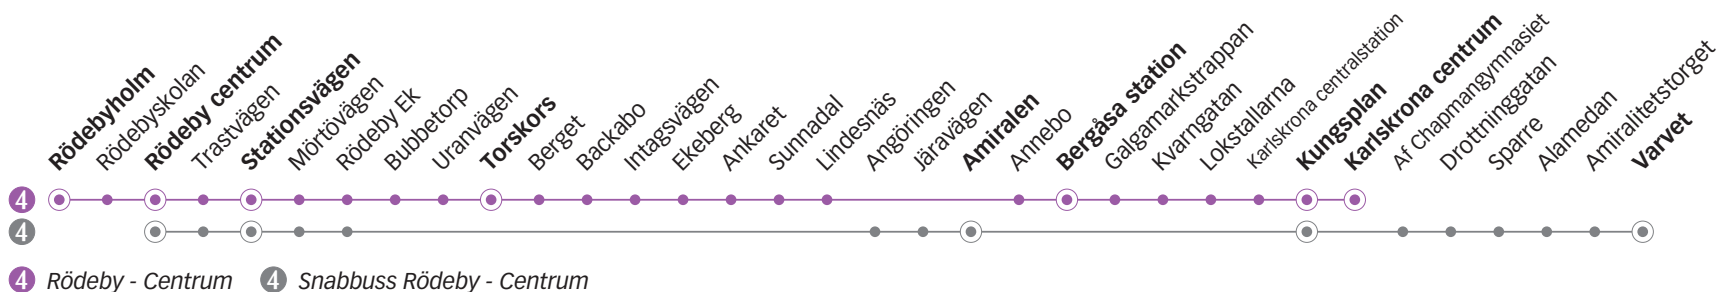 Rödebyholm
Rödebyskolan
Rödeby centrum
Trastvägen
Stationsvägen
Mörtövägen
Rödeby Ek
Bubbetorp
Uranvägen
Torskors
Berget
Backabo
Intagsvägen
Ekeberg
Ankaret
Sunnadal
Lindesnäs
Angöringen
Järavägen
Amiralen
Annebo
Bergåsa station
Galgamarkstrappan
Kvarngatan
Lokstallarna
Karlskrona centralstation
Kungsplan
Karlskrona centrum
Af Chapmangymnasiet
Drottninggatan
Sparre
Alamedan
Amiralitetstorget
Varvet
4
4
4 Rödeby - Centrum
4 Snabbuss Rödeby - Centrum